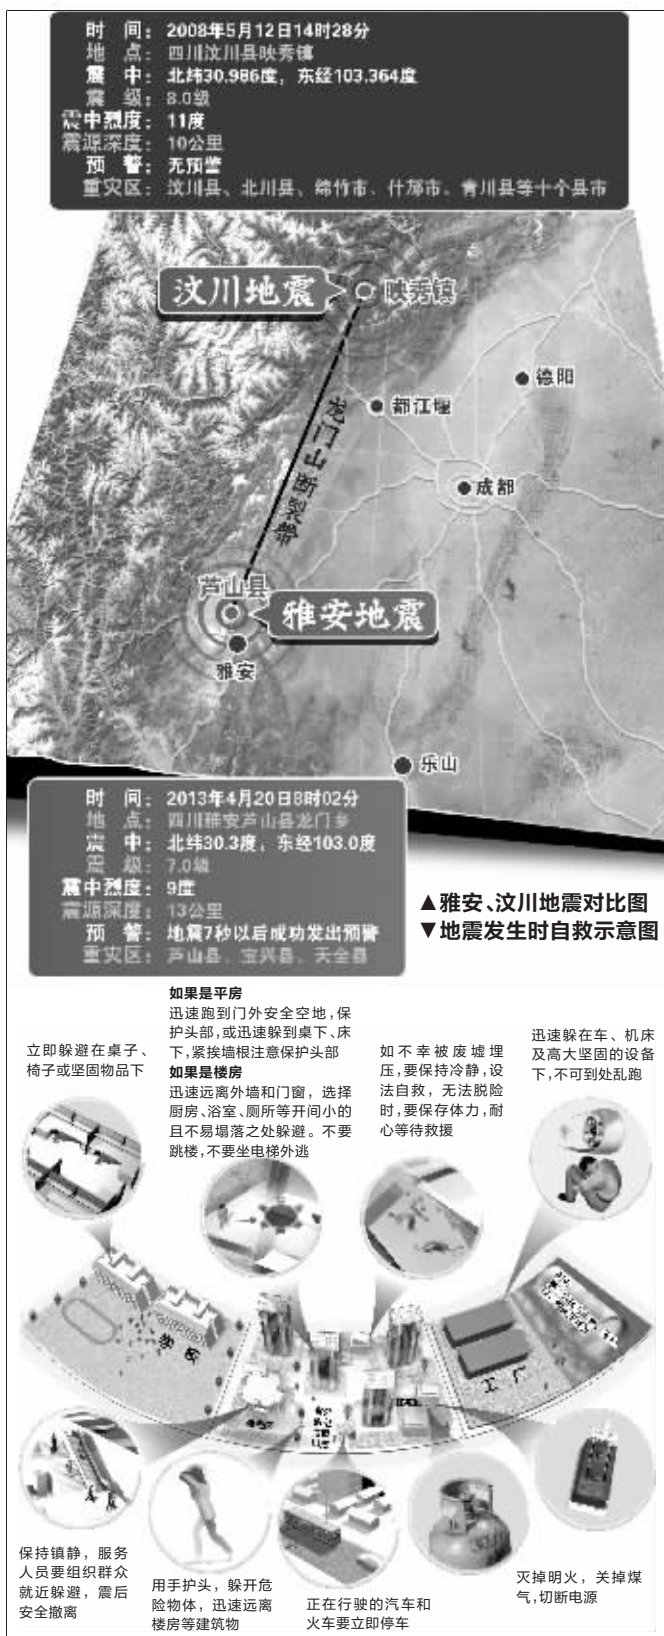 时　间：2008年5月12日14时28分
地　点：四川汶川县映秀镇
震　中：北纬30.986度，东经103.364度
震　级：8.0级
震中烈度：11度
震源深度：10公里
预　警：无预警
重灾区：汶川县、北川县、绵竹市、什邡市、青川县等十个县市
汶川地震
映秀镇
德阳
都江堰
龙门山断裂带
成都
芦山县
雅安地震
雅安
乐山
时　间：2013年4月20日8时02分
地　点：四川雅安芦山县龙门乡
震　中：北纬30.3度，东经103.0度
震　级：7.0级
震中烈度：9度
震源深度：13公里
预　警：地震7秒以后成功发出预警
重灾区：芦山县、宝兴县、天全县
▲雅安、汶川地震对比图
▼地震发生时自救示意图
立即躲避在桌子、
椅子或坚固物品下
如果是平房
迅速跑到门外安全空地，保
护头部，或迅速躲到桌下、床
下，紧挨墙根注意保护头部
如果是楼房
迅速远离外墙和门窗，选择
厨房、浴室、厕所等开间小的
且不易塌落之处躲避。不要
跳楼，不要坐电梯外逃
如不幸被废墟埋
压，要保持冷静，设
法自救，无法脱险
时，要保存体力，耐
心等待救援
迅速躲在车、机床
及高大坚固的设备
下，不可到处乱跑
学校
工厂
保持镇静，服务
人员要组织群众
就近躲避，震后
安全撤离
用手护头，躲开危
险物体，迅速远离
楼房等建筑物
正在行驶的汽车和
火车要立即停车
灭掉明火，关掉煤
气，切断电源